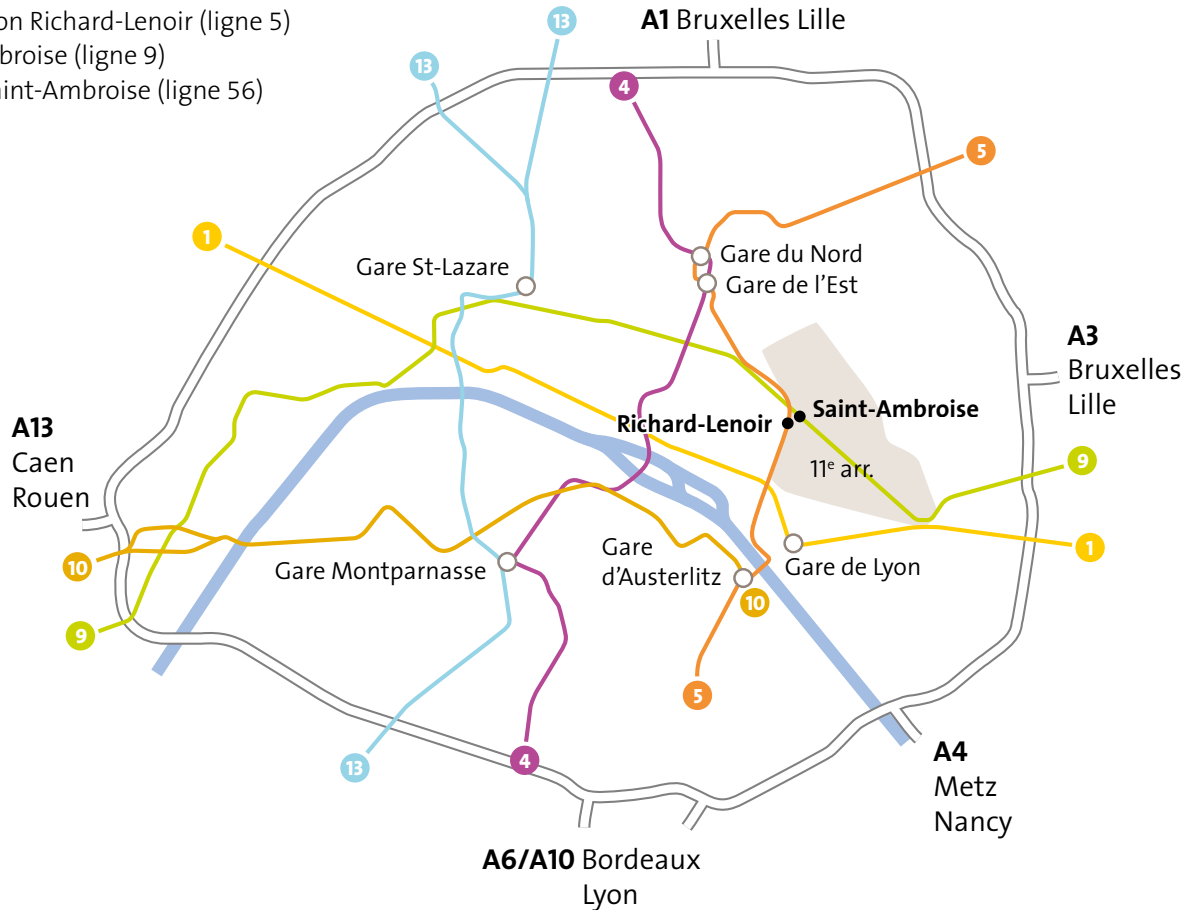 on Richard-Lenoir (ligne 5)
broise (ligne 9)
aint-Ambroise (ligne 56)
13
13
A1 Bruxelles Lille
4
5
1
Gare du Nord
Gare St-Lazare
Gare de l'Est
A3
Bruxelles
Lille
Saint-Ambroise
Richard-Lenoir
A13
Caen
Rouen
11e arr.
9
10
Gare
d'Austerlitz
1
Gare Montparnasse
Gare de Lyon
10
9
5
13
4
A4
Metz
Nancy
A6/A10 Bordeaux
Lyon